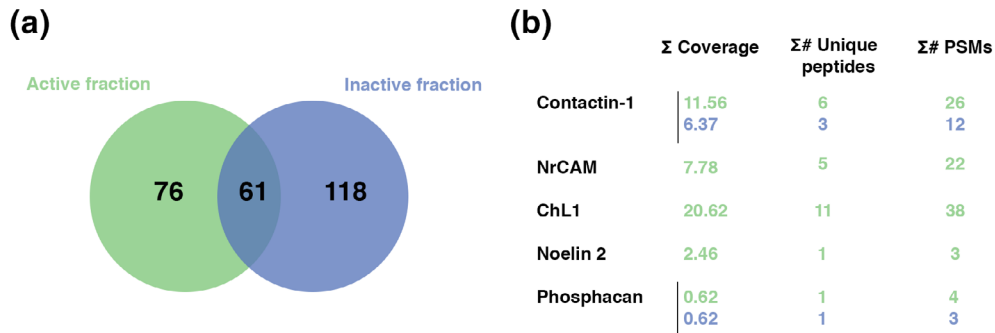 (a)
Active fraction
Inactive fraction
76
61
118
(b)
Σ Coverage
Σ# Unique
peptides
Σ# PSMs
Contactin-1
11.56
6
26
6.37
3
12
NrCAM
7.78
5
22
ChL1
20.62
11
38
Noelin 2
2.46
1
3
Phosphacan
0.62
1
4
0.62
1
3